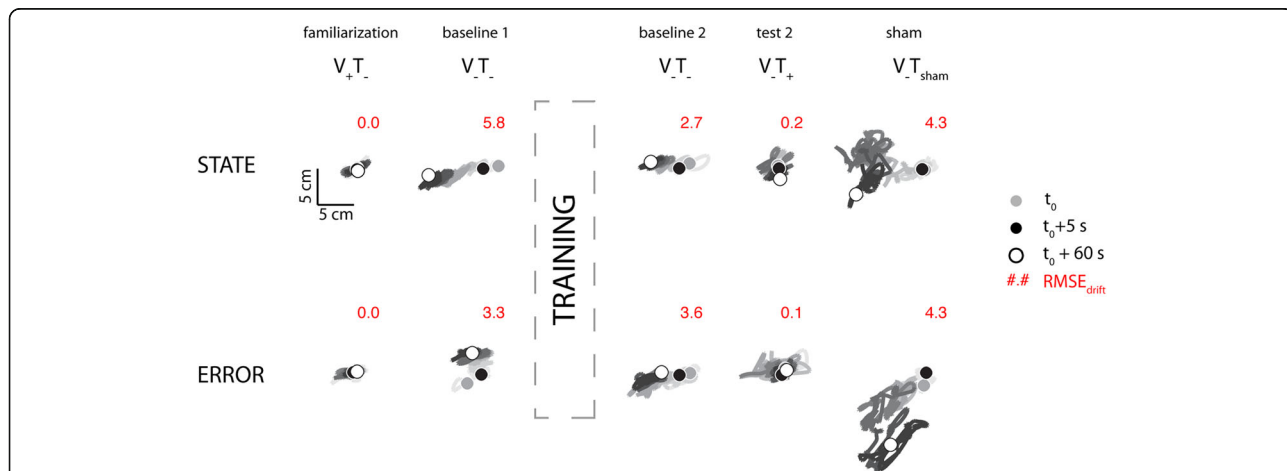 familiarization baseline 1 baseline 2 test 2 sham
V+T- V-T- V-T- V-T+ V-Tsham
0.0 5.8 2.7 0.2 4.3
STATE
5 cm
5 cm
TRAINING
t0
t0+5 s
t0 + 60 s
#.# RMSEdrift
0.0 3.3 3.6 0.1 4.3
ERROR